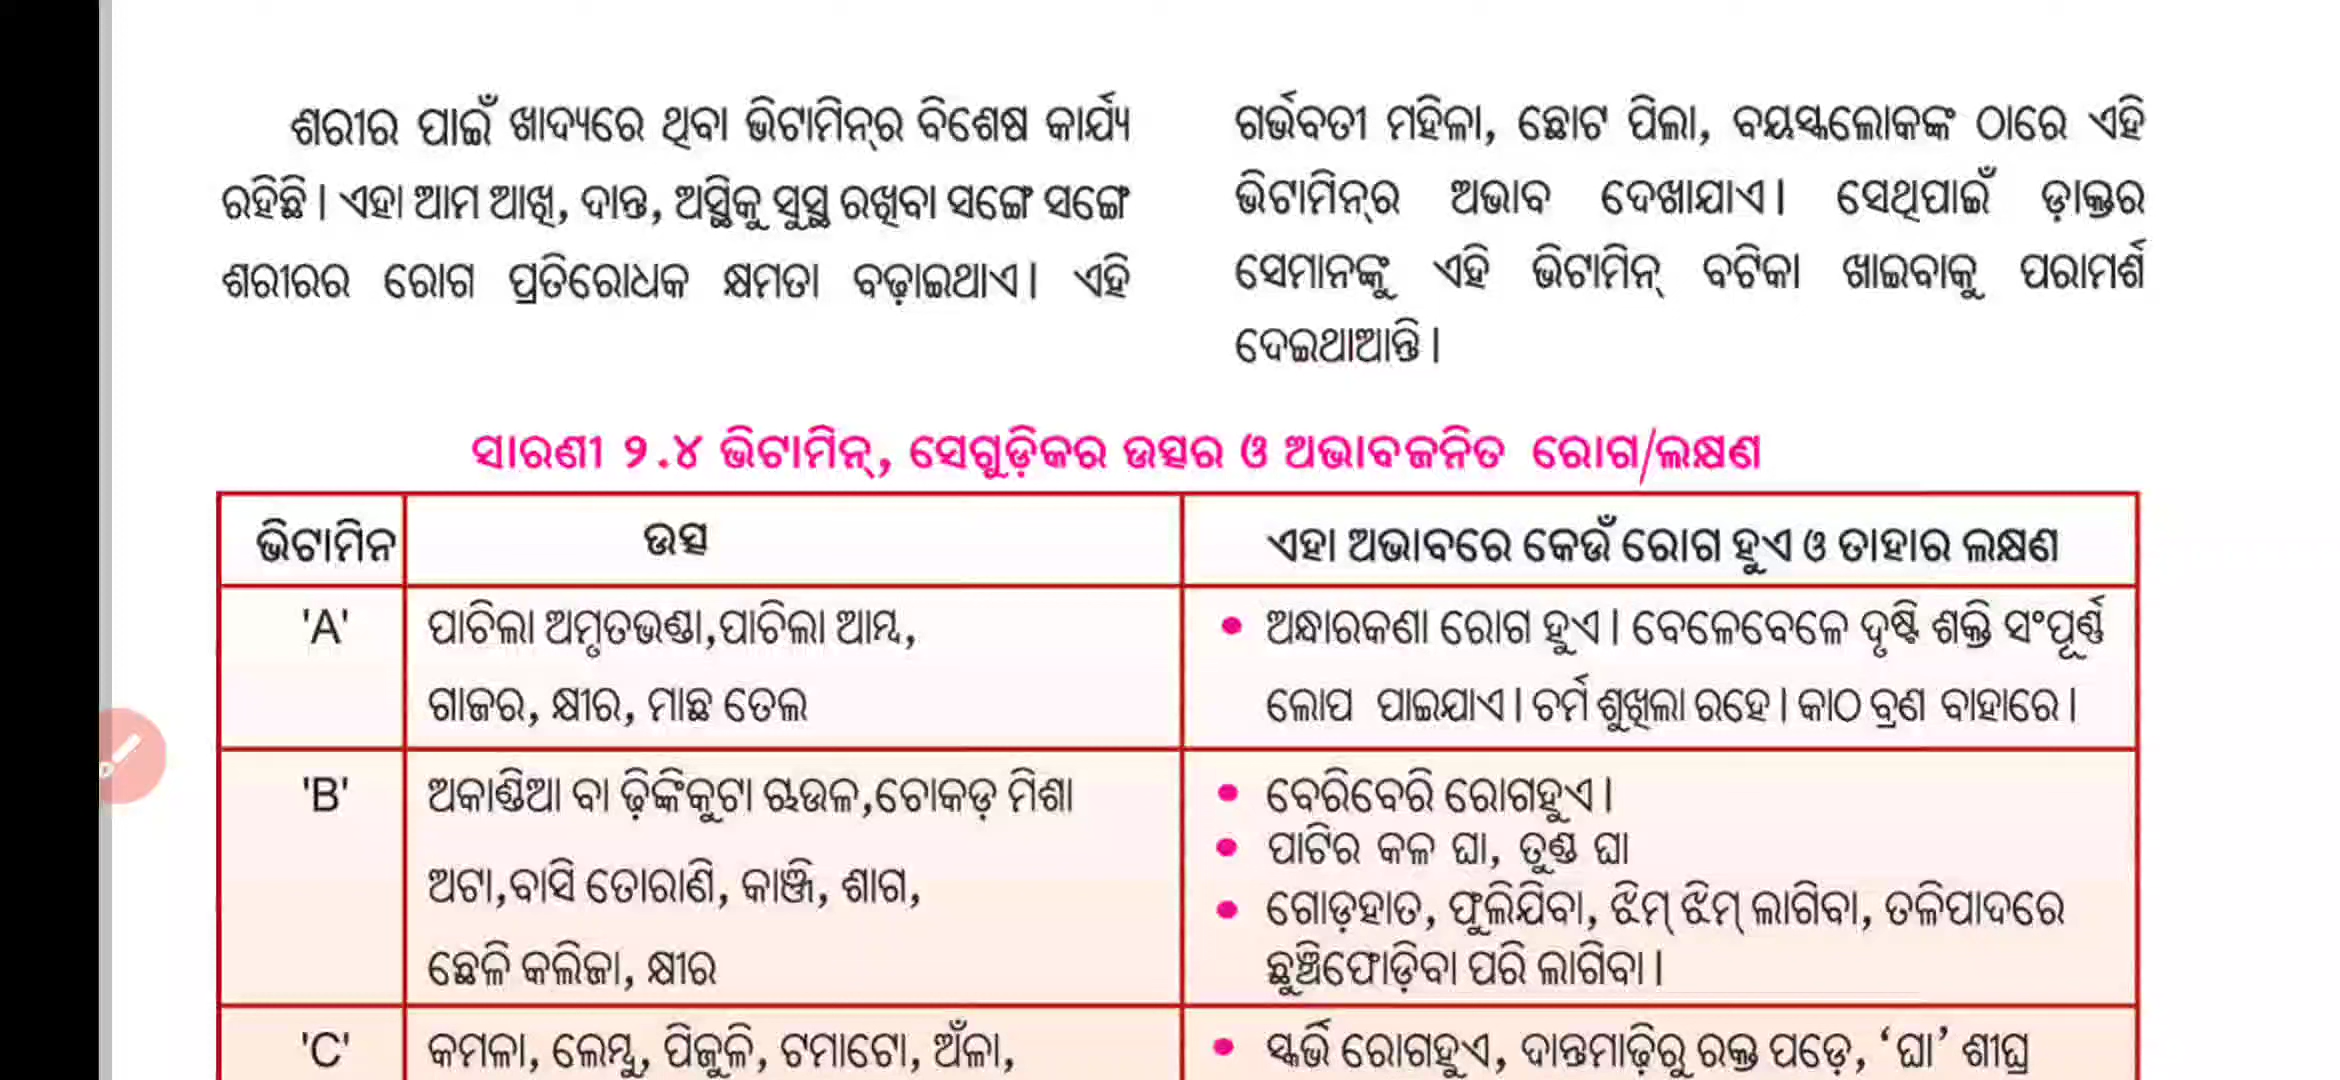 ଶରୀର ପାଇଁ ଖାଦ୍ୟରେ ଥିବା ଭିଟାମିନ୍‌ର ବିଶେଷ କାର୍ଯ୍ୟ
ରହିଛି । ଏହା ଆମ ଆଖି, ଦାନ୍ତ, ଅସ୍ଥିକୁ ସୁସ୍ଥ ରଖିବା ସଙ୍ଗେ ସଙ୍ଗେ
ଶରୀରର ରୋଗ ପ୍ରତିରୋଧକ କ୍ଷମତା ବଢ଼ାଇଥାଏ । ଏହି
ଗର୍ଭବତୀ ମହିଳା, ଛୋଟ ପିଲା, ବୟସ୍କଲୋକଙ୍କ ଠାରେ ଏହି
ଭିଟାମିନ୍‌ର ଅଭାବ ଦେଖାଯାଏ । ସେଥିପାଇଁ ଡ଼ାକ୍ତର
ସେମାନଙ୍କୁ ଏହି ଭିଟାମିନ୍ ବଟିକା ଖାଇବାକୁ ପରାମର୍ଶ
ଦେଇଥାଆନ୍ତି ।
ସାରଣୀ ୨.୪ ଭିଟାମିନ୍, ସେଗୁଡ଼ିକର ଉତ୍ସର ଓ ଅଭାବଜନିତ ରୋଗ/ଲକ୍ଷଣ
ଭିଟାମିନ ଉତ୍ସ ଏହା ଅଭାବରେ କେଉଁ ରୋଗ ହୁଏ ଓ ତାହାର ଲକ୍ଷଣ
'A' ପାଚିଲା ଅମୃତଭଣ୍ଡା,ପାଚିଲା ଆମ୍ବ,
ଗାଜର, କ୍ଷୀର, ମାଛ ତେଲ
• ଅନ୍ଧାରକଣା ରୋଗ ହୁଏ । ବେଳେବେଳେ ଦୃଷ୍ଟି ଶକ୍ତି ସଂପୂର୍ଣ୍ଣ
ଲୋପ ପାଇଯାଏ । ଚର୍ମ ଶୁଖିଲା ରହେ । କାଠ ବ୍ରଣ ବାହାରେ ।
'B' ଅକାଣ୍ଡିଆ ବା ଢ଼ିଙ୍କିକୁଟା ଚାଉଳ,ଚୋକଡ଼ ମିଶା
ଅଟା,ବାସି ତୋରାଣି, କାଞ୍ଜି, ଶାଗ,
ଛେଳି କଲିଜା, କ୍ଷୀର
• ବେରିବେରି ରୋଗହୁଏ ।
• ପାଟିର କଳ ଘା, ତୁଣ୍ଡ ଘା
• ଗୋଡ଼ହାତ, ଫୁଲିଯିବା, ଝିମ୍ ଝିମ୍ ଲାଗିବା, ତଳିପାଦରେ
ଛୁଞ୍ଚିଫୋଡ଼ିବା ପରି ଲାଗିବା ।
'C' କମଳା, ଲେମ୍ବୁ, ପିଜୁଳି, ଟମାଟୋ, ଅଁଳା,
• ସ୍କର୍ଭି ରୋଗହୁଏ, ଦାନ୍ତମାଢ଼ିରୁ ରକ୍ତ ପଡ଼େ, ‘ଘା’ ଶୀଘ୍ର